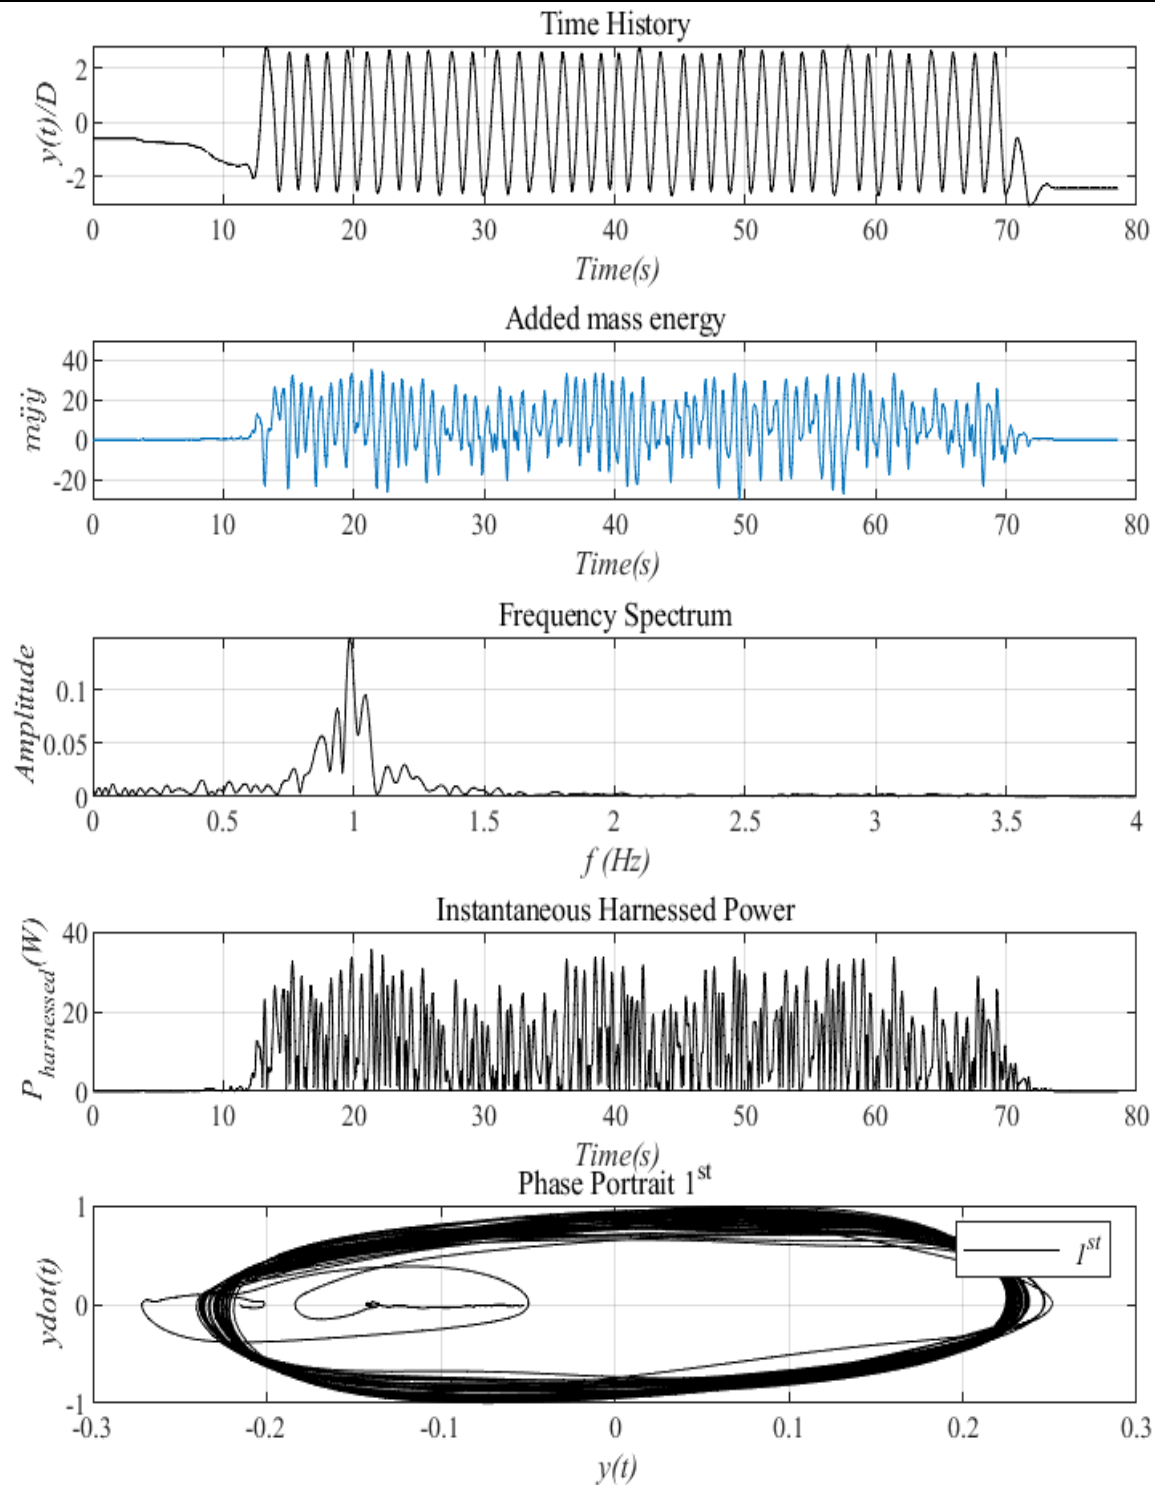 Time History
y(t)/D
2
0
-2
0 10 20 30 40 50 60 70 80
Time(s)
Added mass energy
mÿẏ
40
20
0
-20
0 10 20 30 40 50 60 70 80
Time(s)
Frequency Spectrum
Amplitude
0.1
0.05
0
0 0.5 1 1.5 2 2.5 3 3.5 4
f (Hz)
Instantaneous Harnessed Power
P harnessed (W)
40
20
0
0 10 20 30 40 50 60 70 80
Time(s)
Phase Portrait 1st
ydot(t)
1
0
-1
1st
-0.3 -0.2 -0.1 0 0.1 0.2 0.3
y(t)